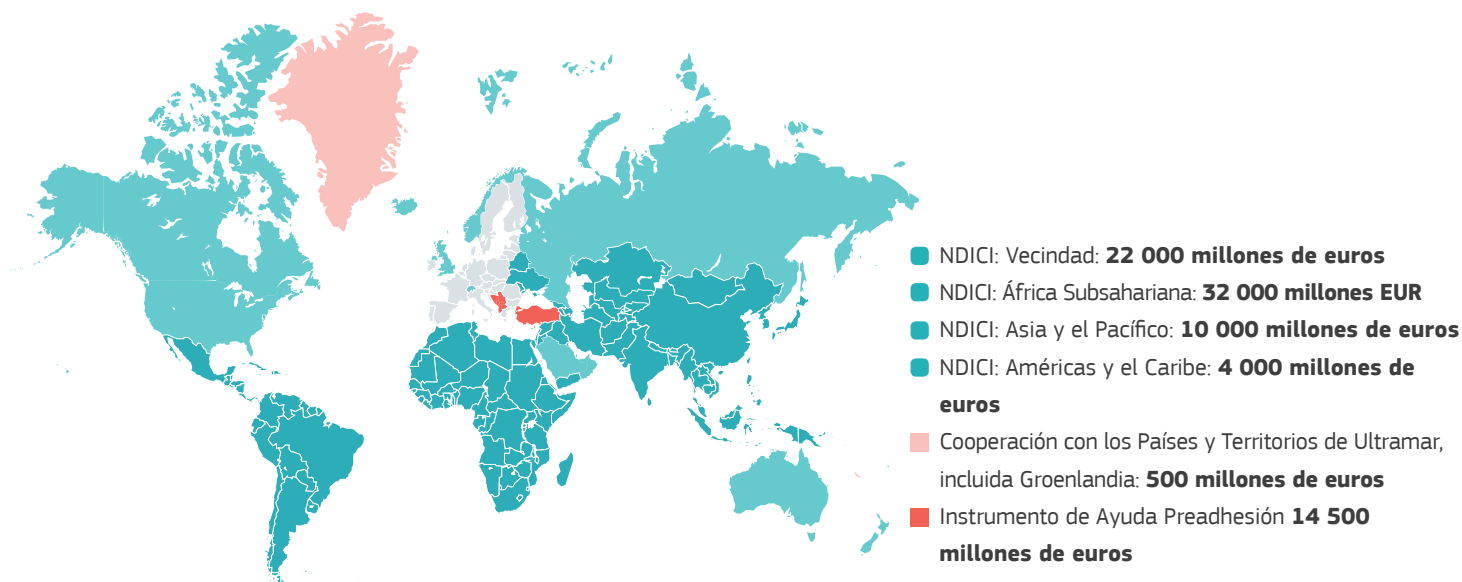 NDICI: Vecindad: 22 000 millones de euros
NDICI: África Subsahariana: 32 000 millones EUR
NDICI: Asia y el Pacífico: 10 000 millones de euros
NDICI: Américas y el Caribe: 4 000 millones de
euros
Cooperación con los Países y Territorios de Ultramar,
incluida Groenlandia: 500 millones de euros
Instrumento de Ayuda Preadhesión 14 500
millones de euros